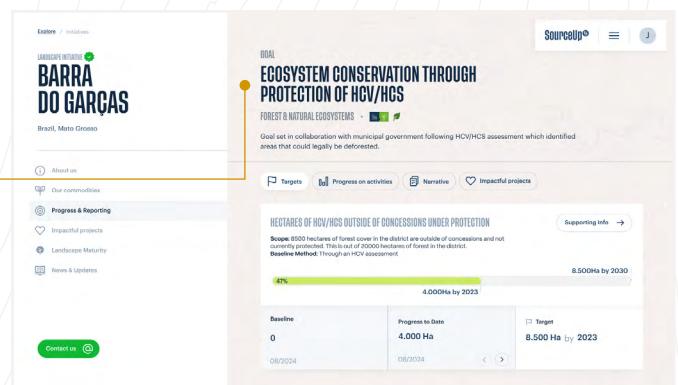 Explore / Initiatives
SourceUp
J
LANDSCAPE INITIATIVE
BARRA
DO GARÇAS
Brazil, Mato Grosso
About us
Our commodities
Progress & Reporting
Impactful projects
Landscape Maturity
News & Updates
Contact us @
GOAL
ECOSYSTEM CONSERVATION THROUGH
PROTECTION OF HCV/HCS
FOREST & NATURAL ECOSYSTEMS
Goal set in collaboration with municipal government following HCV/HCS assessment which identified
areas that could legally be deforested.
Targets
Progress on activities
Narrative
Impactful projects
HECTARES OF HCV/HCS OUTSIDE OF CONCESSIONS UNDER PROTECTION
Supporting Info →
Scope: 8500 hectares of forest cover in the district are outside of concessions and not
currently protected. This is out of 20000 hectares of forest in the district.
Baseline Method: Through an HCV assessment
8.500Ha by 2030
47%
4.000Ha by 2023
Baseline
0
08/2024
Progress to Date
4.000 Ha
08/2024
Target
8.500 Ha by 2023